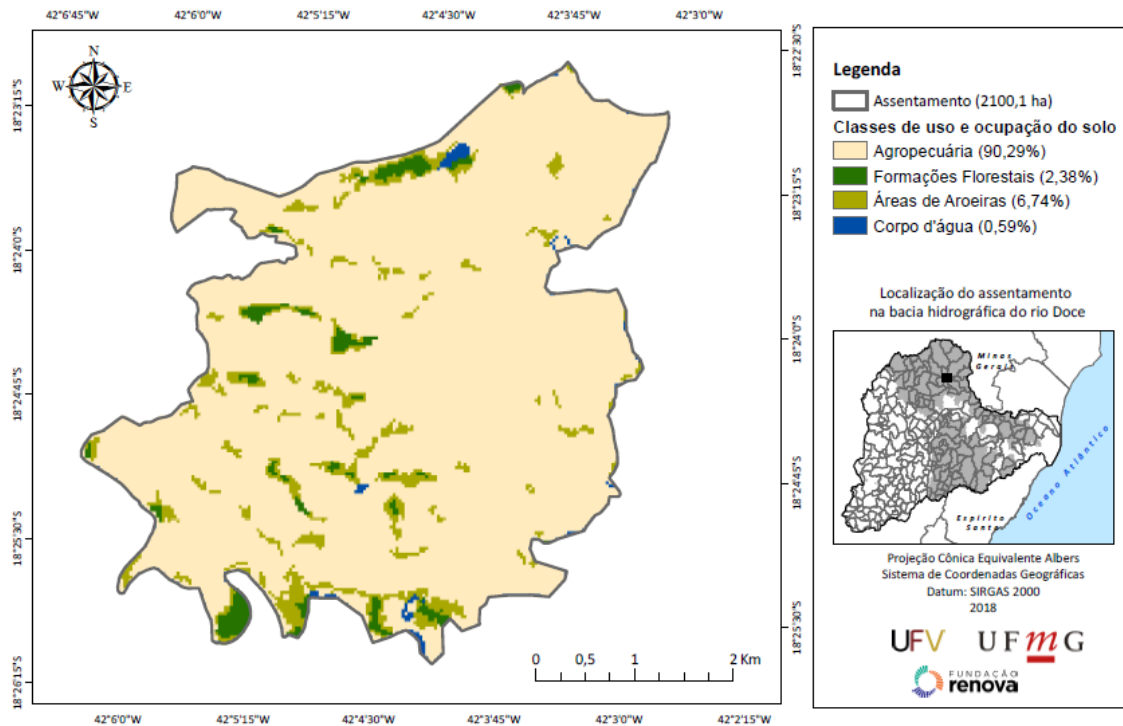 42°6'45"W 42°6'0"W 42°5'15"W 42°4'30"W 42°3'45"W 42°3'0"W
N
W E
S
18°23'15"S
18°24'0"S
18°24'45"S
18°25'30"S
18°26'15"S
18°22'30"S
18°23'15"S
18°24'0"S
18°24'45"S
18°25'30"S
0 0,5 1 2 Km
42°6'0"W 42°5'15"W 42°4'30"W 42°3'45"W 42°3'0"W 42°2'15"W
Legenda
Assentamento (2100,1 ha)
Classes de uso e ocupação do solo
Agropecuária (90,29%)
Formações Florestais (2,38%)
Áreas de Aroeiras (6,74%)
Corpo d'água (0,59%)
Localização do assentamento
na bacia hidrográfica do rio Doce
Minas
Gerais
Oceano Atlântico
Espírito
Santo
Projeção Cônica Equivalente Albers
Sistema de Coordenadas Geográficas
Datum: SIRGAS 2000
2018
UFV UFmG
FUNDAÇÃO
renova